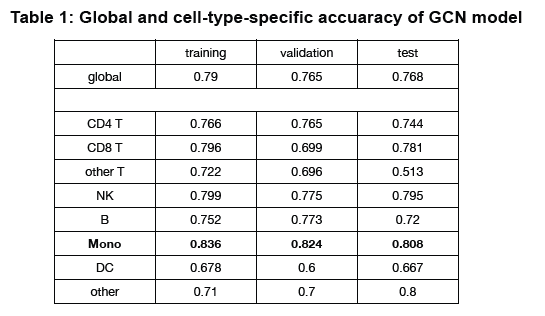 Table 1: Global and cell-type-specific accuaracy of GCN model
training validation test
global 0.79 0.765 0.768
CD4 T 0.766 0.765 0.744
CD8 T 0.796 0.699 0.781
other T 0.722 0.696 0.513
NK 0.799 0.775 0.795
B 0.752 0.773 0.72
Mono 0.836 0.824 0.808
DC 0.678 0.6 0.667
other 0.71 0.7 0.8